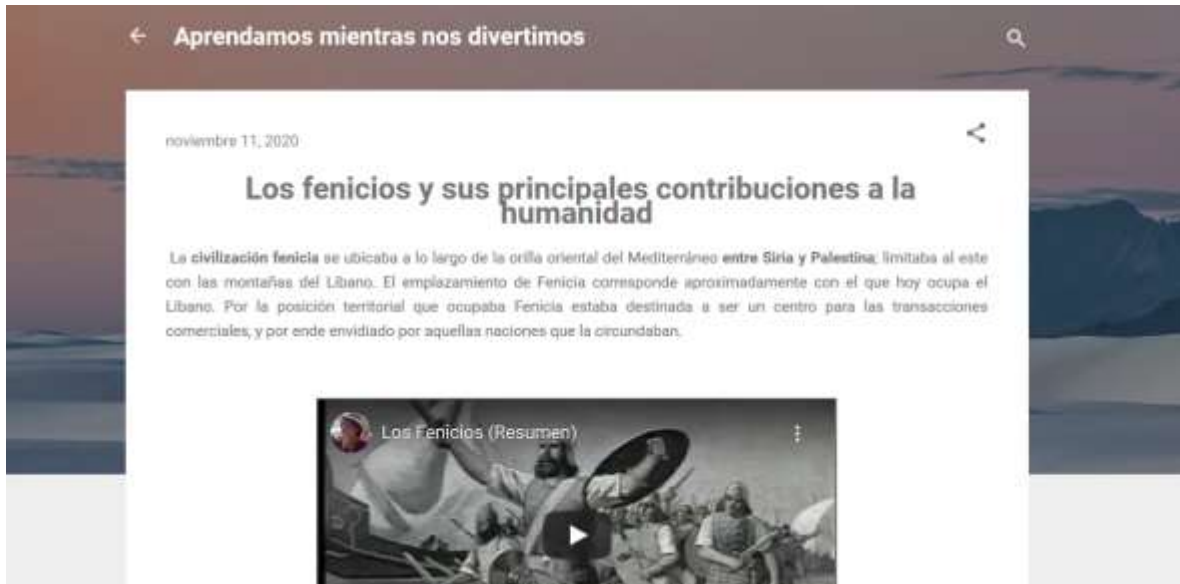 Aprendamos mientras nos divertimos
noviembre 11, 2020
Los fenicios y sus principales contribuciones a la
humanidad
La civilización fenicia se ubicaba a lo largo de la orilla oriental del Mediterráneo entre Siria y Palestina; limitaba al este
con las montañas del Líbano. El emplazamiento de Fenicia corresponde aproximadamente con el que hoy ocupa el
Líbano. Por la posición territorial que ocupaba Fenicia estaba destinada a ser un centro para las transacciones
comerciales, y por ende envidiado por aquellas naciones que la circundaban.
Los Fenicios (Resumen)